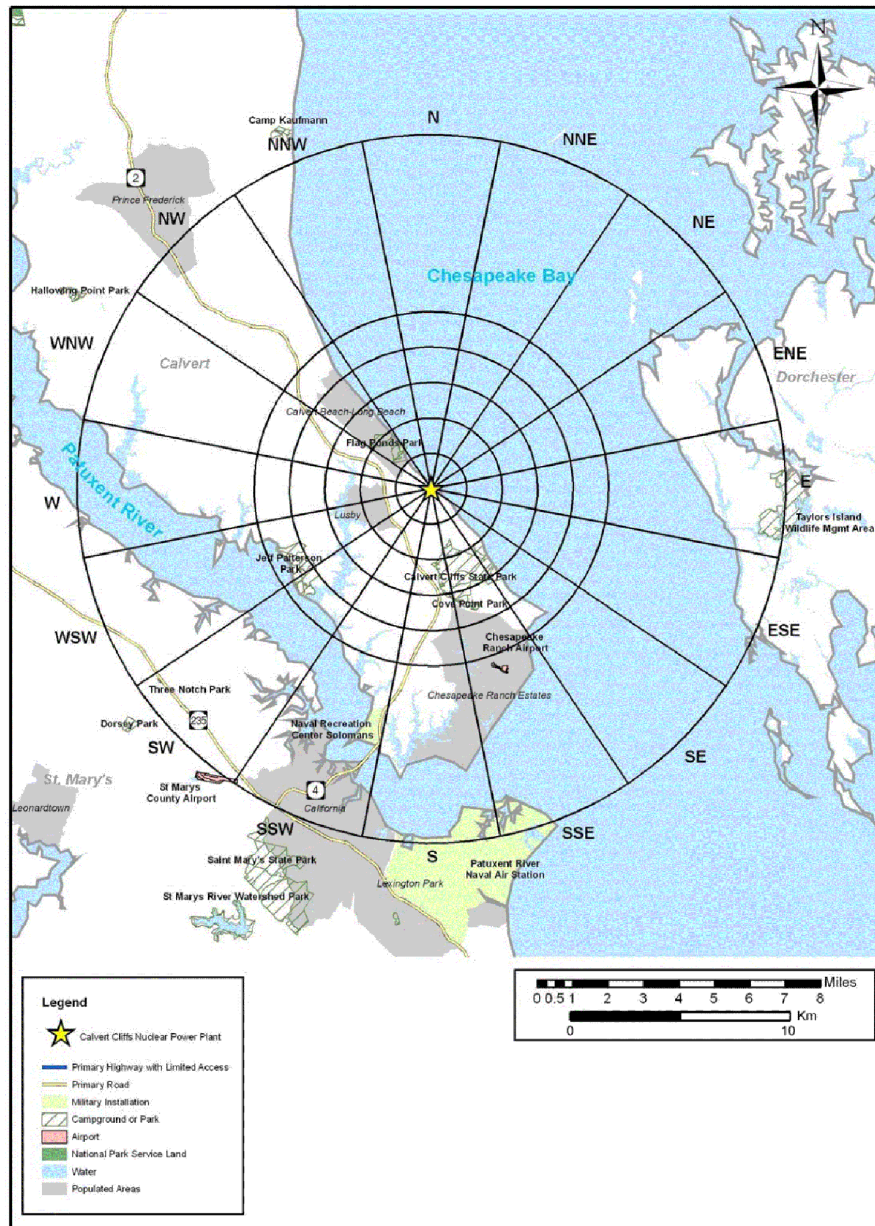 N
N
Camp Kaufmann
NNW
NNE
2
Prince Frederick
NW
NE
Chesapeake Bay
Hallowing Point Park
WNW
Calvert
ENE
Dorchester
Calvert Beach-Long Beach
Flag Ponds Park
Patuxent River
W
E
Lusby
Taylors Island
Wildlife Mgmt Area
Jeff Patterson
Park
Calvert Cliffs State Park
Cove Point Park
WSW
ESE
Chesapeake
Ranch Airport
Three Notch Park
Chesapeake Ranch Estates
Dorsey Park
235
Naval Recreation
Center Solomans
SW
SE
St. Mary's
St Marys
County Airport
4
California
Leonardtown
SSW
SSE
S
Saint Mary's State Park
Patuxent River
Naval Air Station
Lexington Park
St Marys River Watershed Park
Legend
Calvert Cliffs Nuclear Power Plant
Primary Highway with Limited Access
Primary Road
Military Installation
Campground or Park
Airport
National Park Service Land
Water
Populated Areas
Miles
0 0.5 1 2 3 4 5 6 7 8
Km
0 10